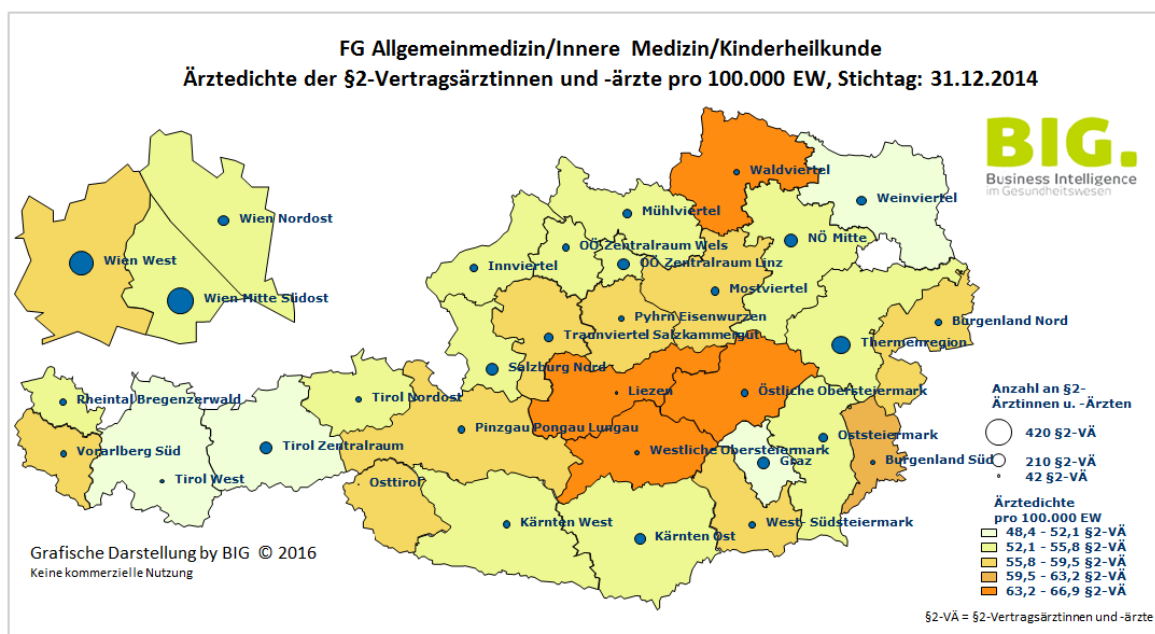 FG Allgemeinmedizin/Innere Medizin/Kinderheilkunde
Ärztedichte der §2-Vertragsärztinnen und -ärzte pro 100.000 EW, Stichtag: 31.12.2014
BIG.
Business Intelligence
im Gesundheitswesen
Waldviertel
Weinviertel
Mühlviertel
Wien Nordost
NÖ Mitte
OÖ Zentralraum Wels
Wien West
OÖ Zentralraum Linz
Innviertel
Mostviertel
Wien Mitte Südost
Pyhrn Eisenwurzen
Burgenland Nord
Traunviertel Salzkammergut
Thermenregion
Salzburg Nord
Liezen
Östliche Obersteiermark
Rheintal Bregenzerwald
Tirol Nordost
Pinzgau Pongau Lungau
Oststeiermark
Tirol Zentralraum
Westliche Obersteiermark
Vorarlberg Süd
Graz
Burgenland Süd
Tirol West
Osttirol
Kärnten West
West- Südsteiermark
Kärnten Ost
Anzahl an §2-
Ärztinnen u. -Ärzten
420 §2-VÄ
210 §2-VÄ
42 §2-VÄ
Ärztedichte
pro 100.000 EW
48,4 - 52,1 §2-VÄ
52,1 - 55,8 §2-VÄ
55,8 - 59,5 §2-VÄ
59,5 - 63,2 §2-VÄ
63,2 - 66,9 §2-VÄ
Grafische Darstellung by BIG © 2016
Keine kommerzielle Nutzung
§2-VÄ = §2-Vertragsärztinnen und -ärzte